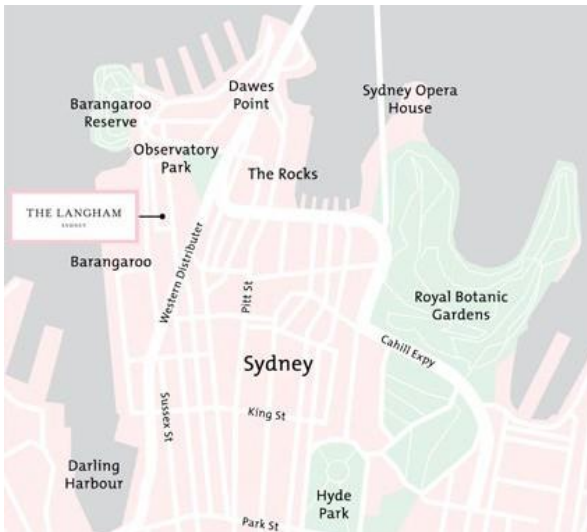 Dawes
Point
Sydney Opera
House
Barangaroo
Reserve
Observatory
Park
The Rocks
THE LANGHAM
SYDNEY
Barangaroo
Western Distributer
Pitt St
Royal Botanic
Gardens
Cahill Expy
Sydney
Sussex St
King St
Darling
Harbour
Hyde
Park
Park St